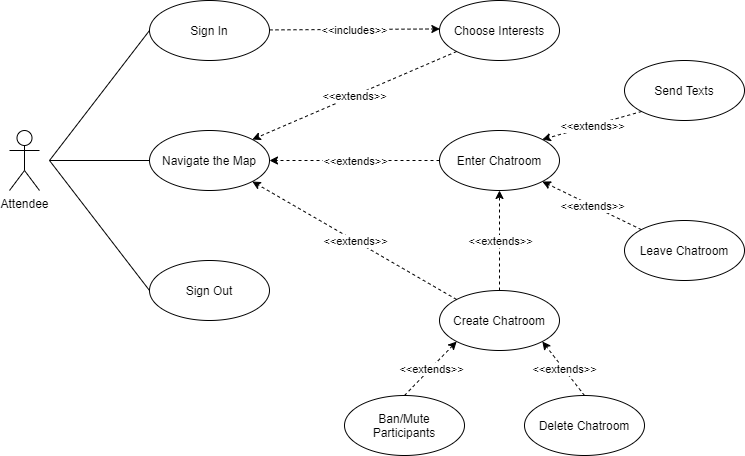 Sign In
<<includes>>
Choose Interests
<<extends>>
Send Texts
<<extends>>
Navigate the Map
<<extends>>
Enter Chatroom
Attendee
<<extends>>
<<extends>>
<<extends>>
Leave Chatroom
Sign Out
Create Chatroom
<<extends>>
<<extends>>
Ban/Mute
Participants
Delete Chatroom